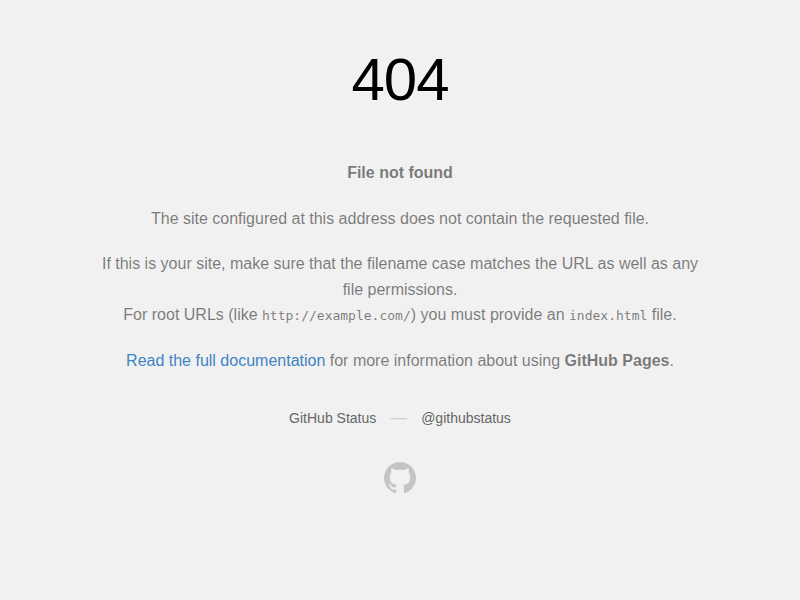 404
File not found
The site configured at this address does not contain the requested file.
If this is your site, make sure that the filename case matches the URL as well as any
file permissions.
For root URLs (like http://example.com/) you must provide an index.html file.
Read the full documentation for more information about using GitHub Pages.
GitHub Status — @githubstatus